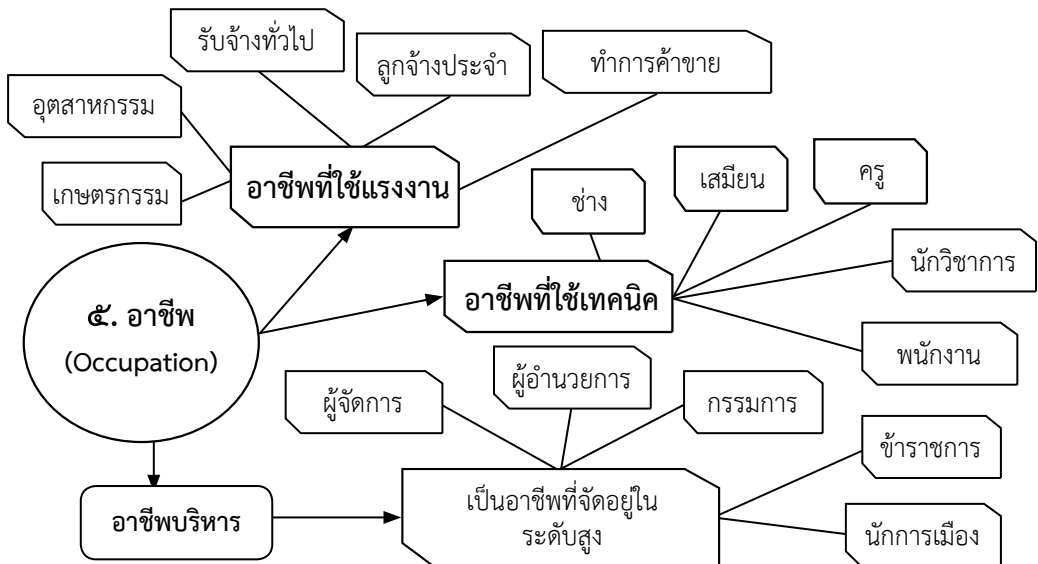 รับจ้างทั่วไป
ลูกจ้างประจำ
ทำการค้าขาย
อุตสาหกรรม
เกษตรกรรม
อาชีพที่ใช้แรงงาน
ช่าง
เสมียน
ครู
นักวิชาการ
อาชีพที่ใช้เทคนิค
๕. อาชีพ
(Occupation)
พนักงาน
ผู้จัดการ
ผู้อำนวยการ
กรรมการ
ข้าราชการ
อาชีพบริหาร
เป็นอาชีพที่จัดอยู่ใน
ระดับสูง
นักการเมือง